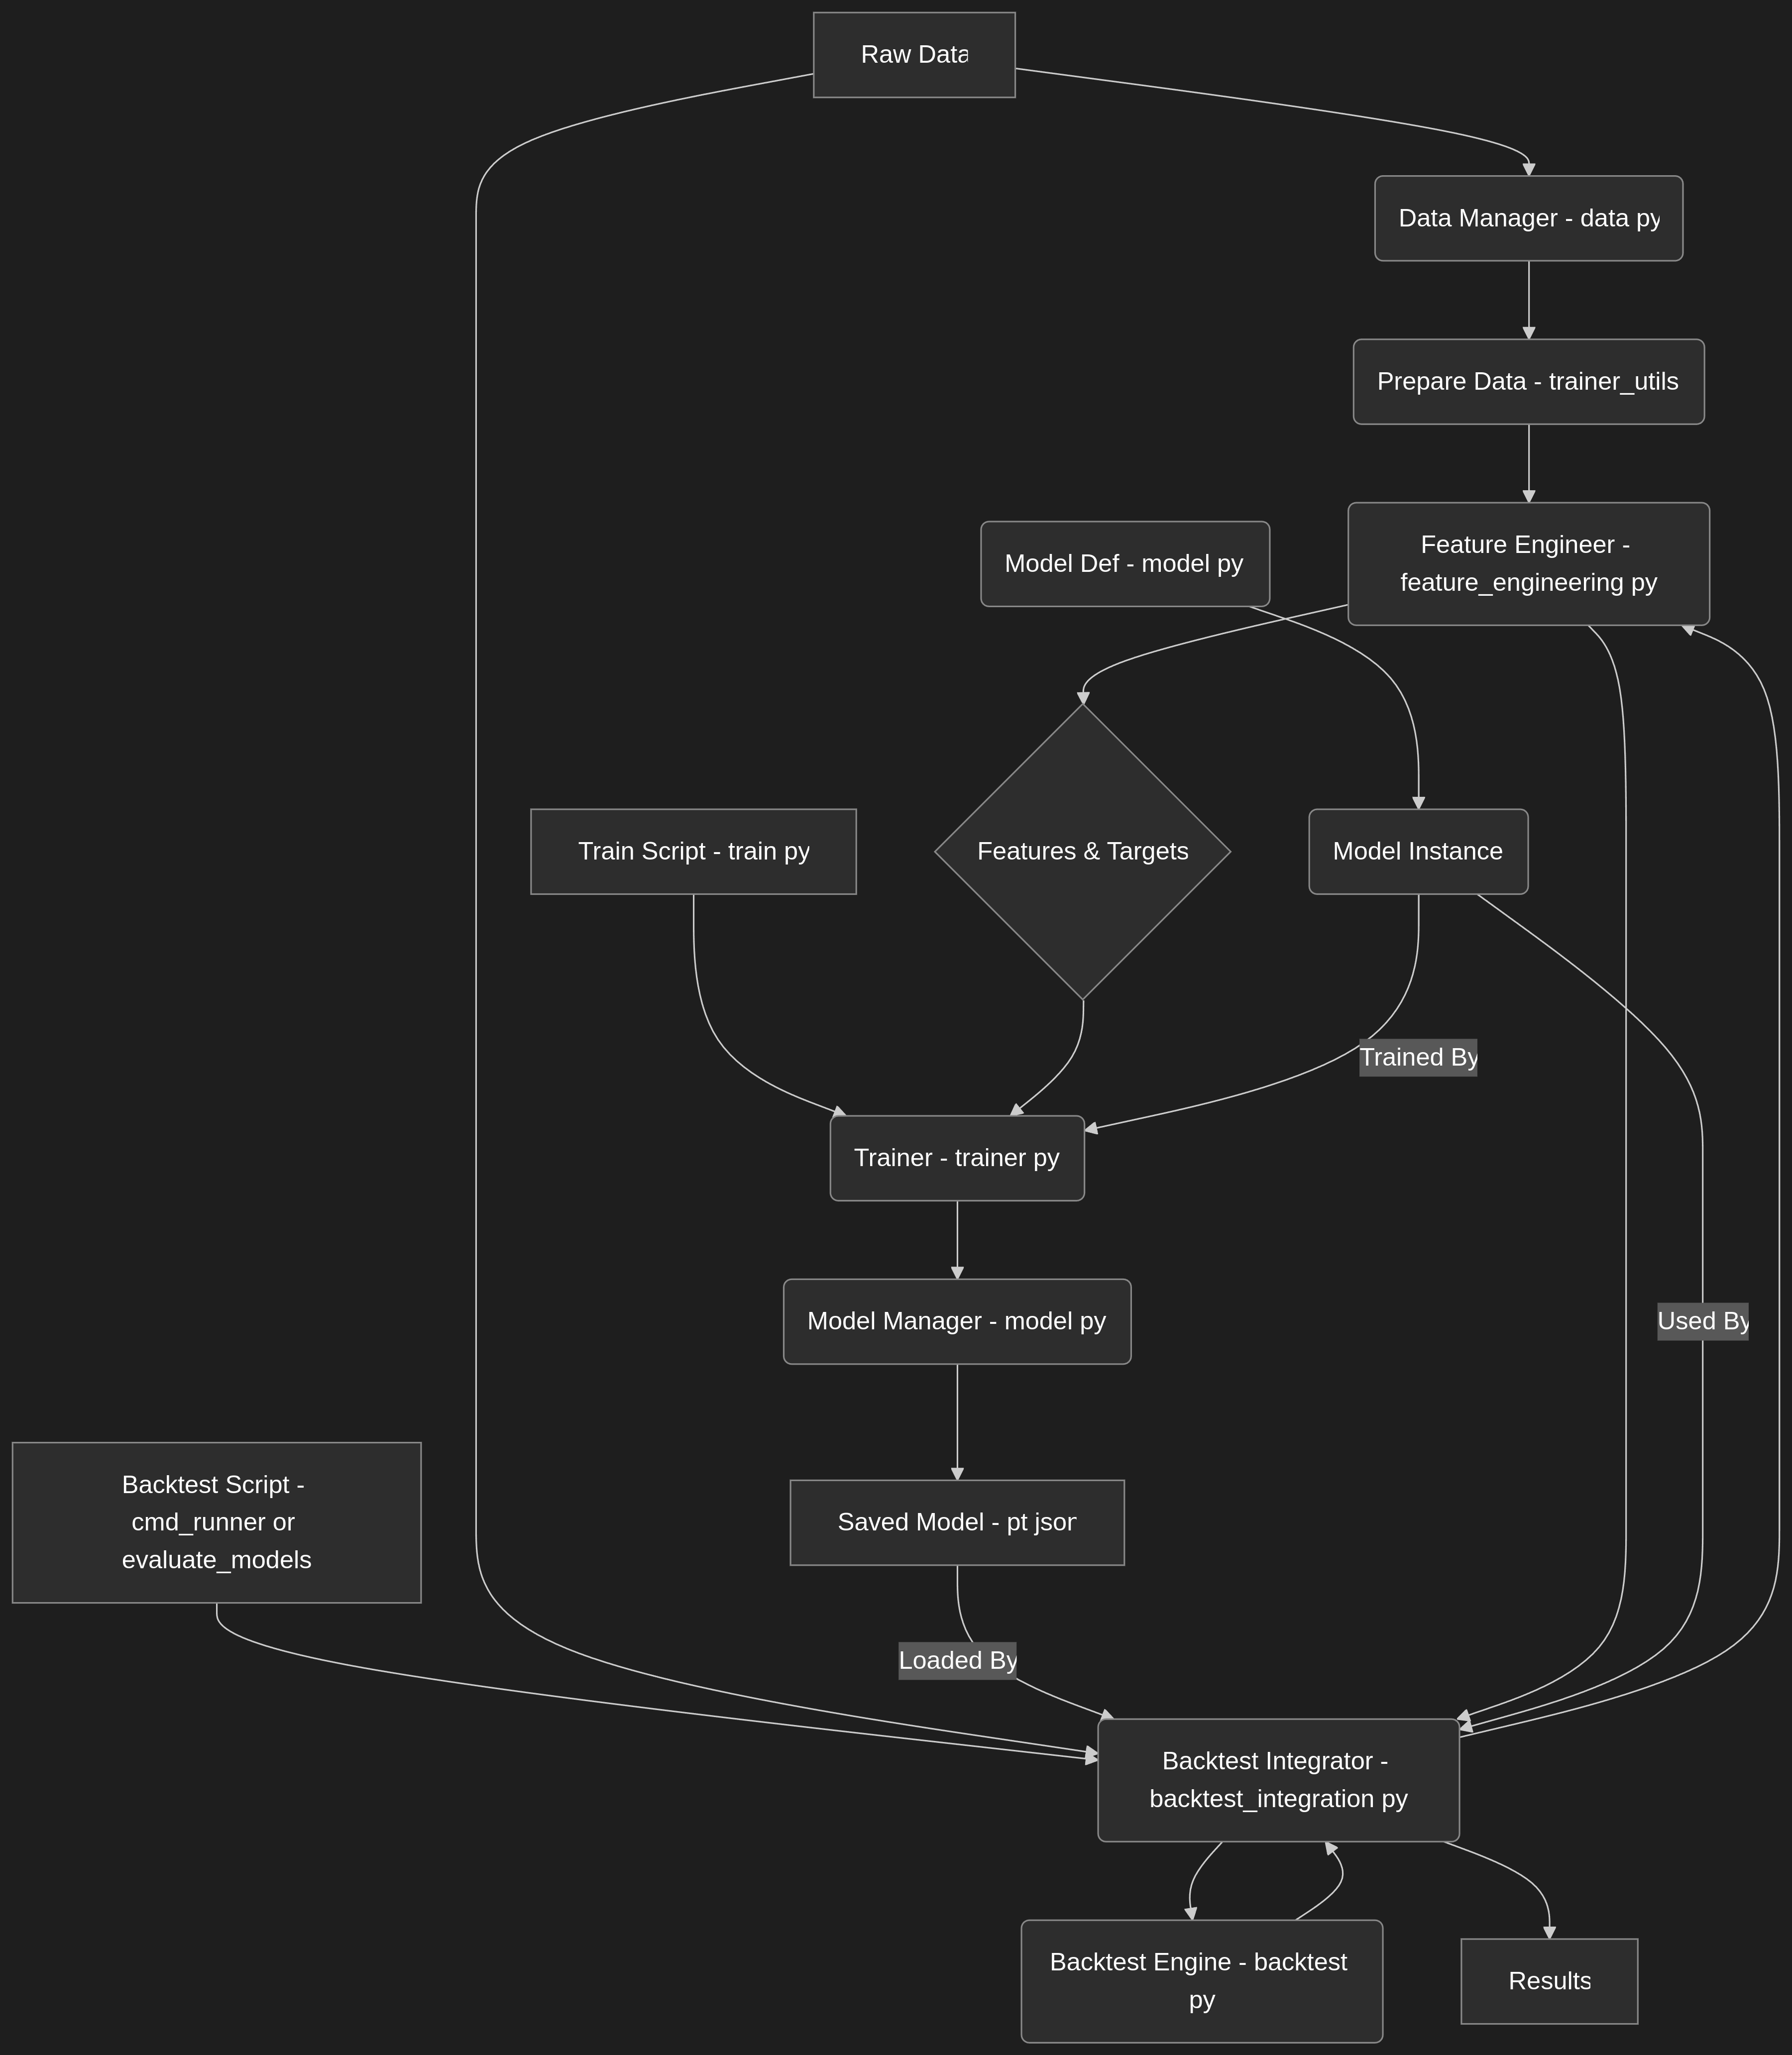 Raw Data
Data Manager - data py
Prepare Data - trainer_utils
Feature Engineer -
feature_engineering py
Model Def - model py
Train Script - train py
Features & Targets
Model Instance
Trained By
Trainer - trainer py
Model Manager - model py
Used By
Backtest Script -
cmd_runner or
evaluate_models
Saved Model - pt json
Loaded By
Backtest Integrator -
backtest_integration py
Backtest Engine - backtest
py
Results